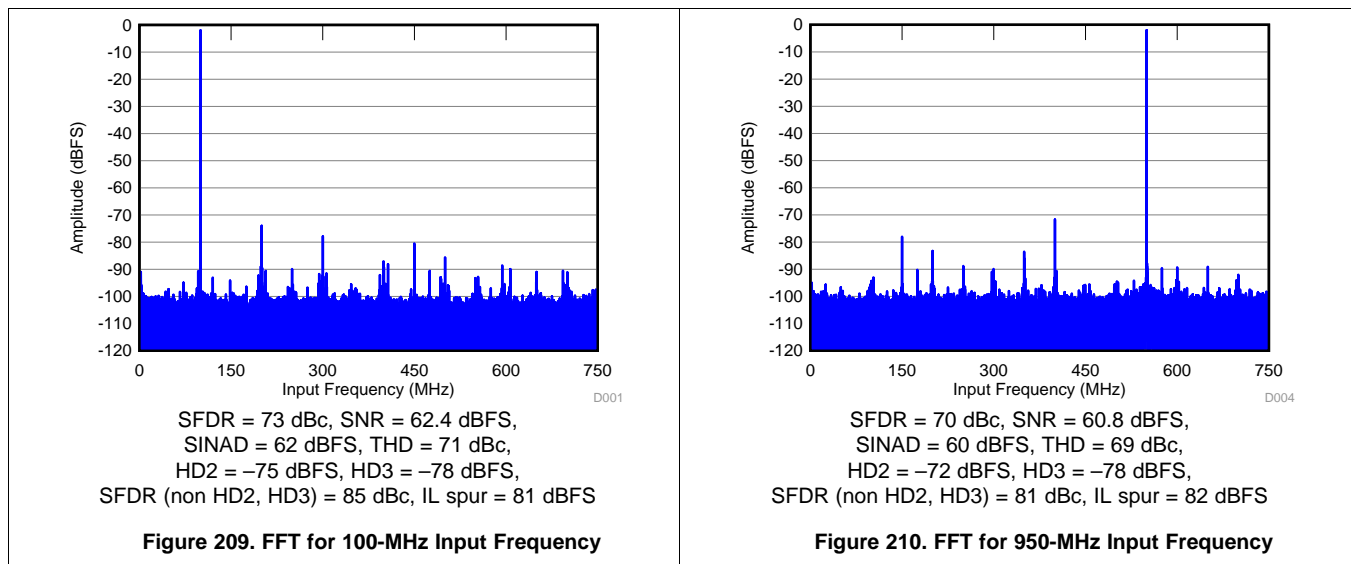 Amplitude (dBFS)
0
-10
-20
-30
-40
-50
-60
-70
-80
-90
-100
-110
-120
0 150 300 450 600 750
Input Frequency (MHz)
D001
SFDR = 73 dBc, SNR = 62.4 dBFS,
SINAD = 62 dBFS, THD = 71 dBc,
HD2 = –75 dBFS, HD3 = –78 dBFS,
SFDR (non HD2, HD3) = 85 dBc, IL spur = 81 dBFS
Figure 209. FFT for 100-MHz Input Frequency
Amplitude (dBFS)
0
-10
-20
-30
-40
-50
-60
-70
-80
-90
-100
-110
-120
0 150 300 450 600 750
Input Frequency (MHz)
D004
SFDR = 70 dBc, SNR = 60.8 dBFS,
SINAD = 60 dBFS, THD = 69 dBc,
HD2 = –72 dBFS, HD3 = –78 dBFS,
SFDR (non HD2, HD3) = 81 dBc, IL spur = 82 dBFS
Figure 210. FFT for 950-MHz Input Frequency